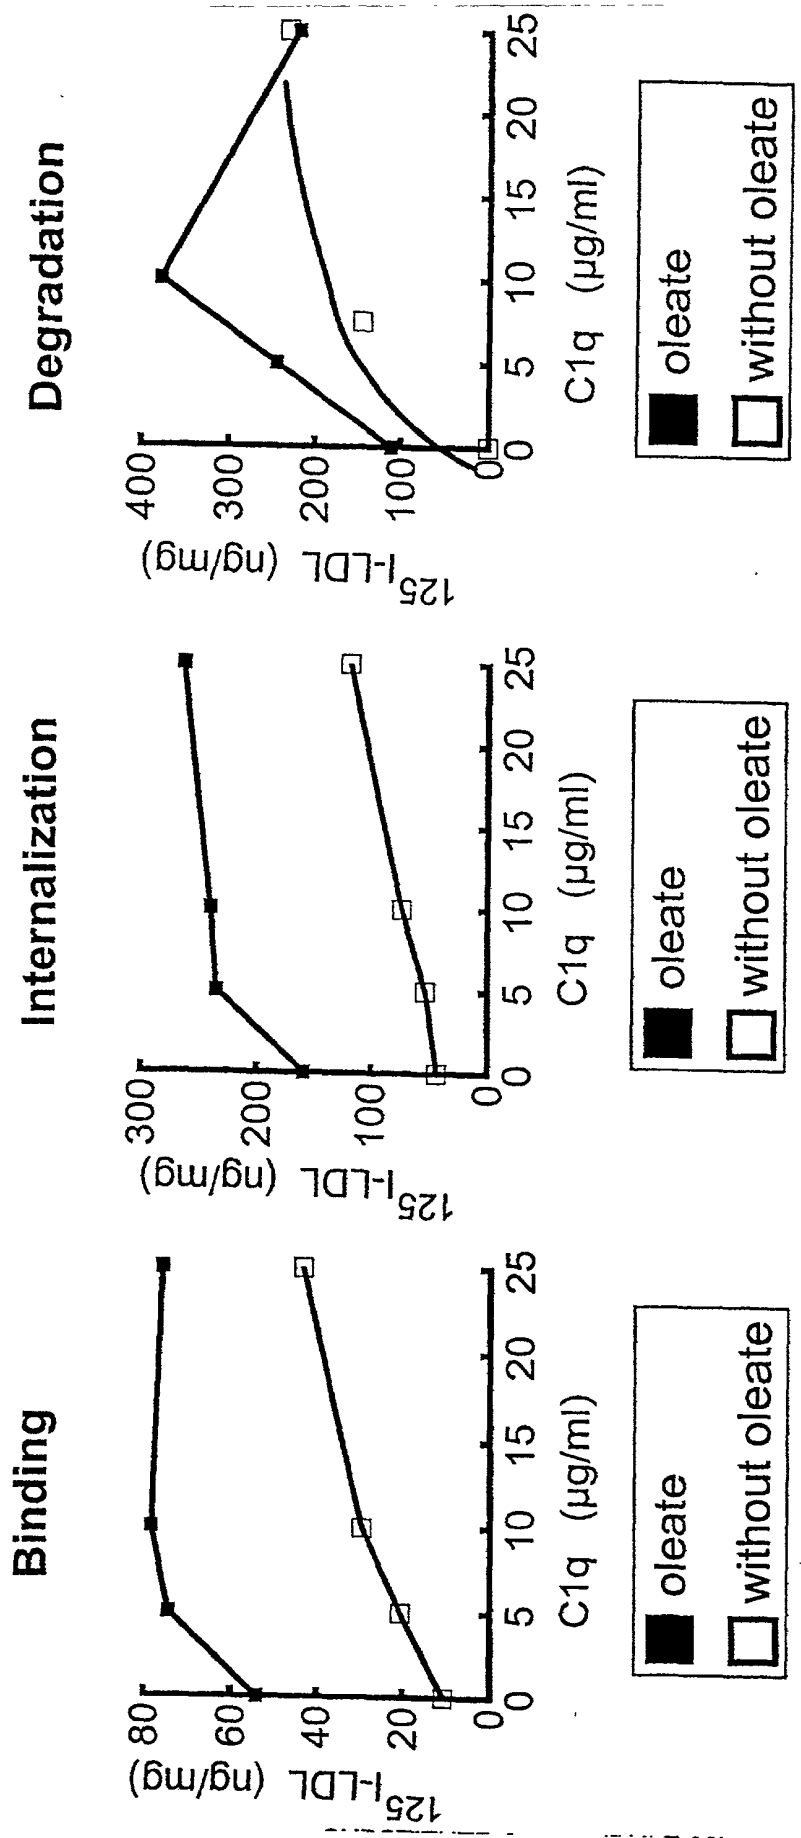 Binding
125I-LDL (ng/mg)
80
60
40
20
0
0 5 10 15 20 25
C1q (µg/ml)
oleate
without oleate
Internalization
125I-LDL (ng/mg)
300
200
100
0
0 5 10 15 20 25
C1q (µg/ml)
oleate
without oleate
Degradation
125I-LDL (ng/mg)
400
300
200
100
0
0 5 10 15 20 25
C1q (µg/ml)
oleate
without oleate